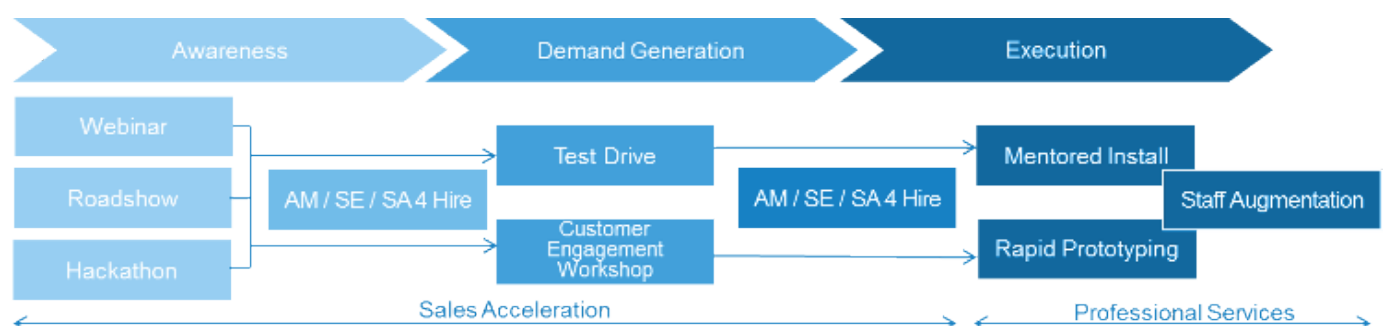 Awareness
Demand Generation
Execution
Webinar
Roadshow
Hackathon
AM / SE / SA 4 Hire
Test Drive
Customer
Engagement
Workshop
AM / SE / SA 4 Hire
Mentored Install
Staff Augmentation
Rapid Prototyping
Sales Acceleration
Professional Services